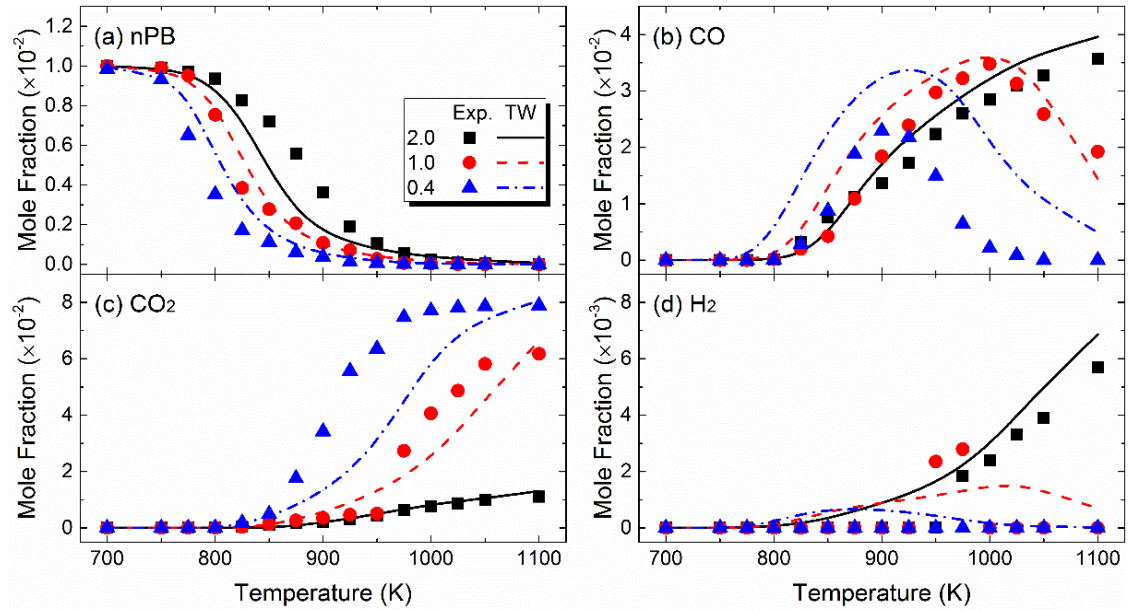 (a) nPB
Mole Fraction (×10-2)
1.2
1.0
0.8
0.6
0.4
0.2
0.0
Exp. TW
2.0
1.0
0.4
(b) CO
Mole Fraction (×10-2)
4
2
0
(c) CO2
Mole Fraction (×10-2)
8
6
4
2
0
700 800 900 1000 1100
Temperature (K)
(d) H2
Mole Fraction (×10-3)
8
6
4
2
0
700 800 900 1000 1100
Temperature (K)